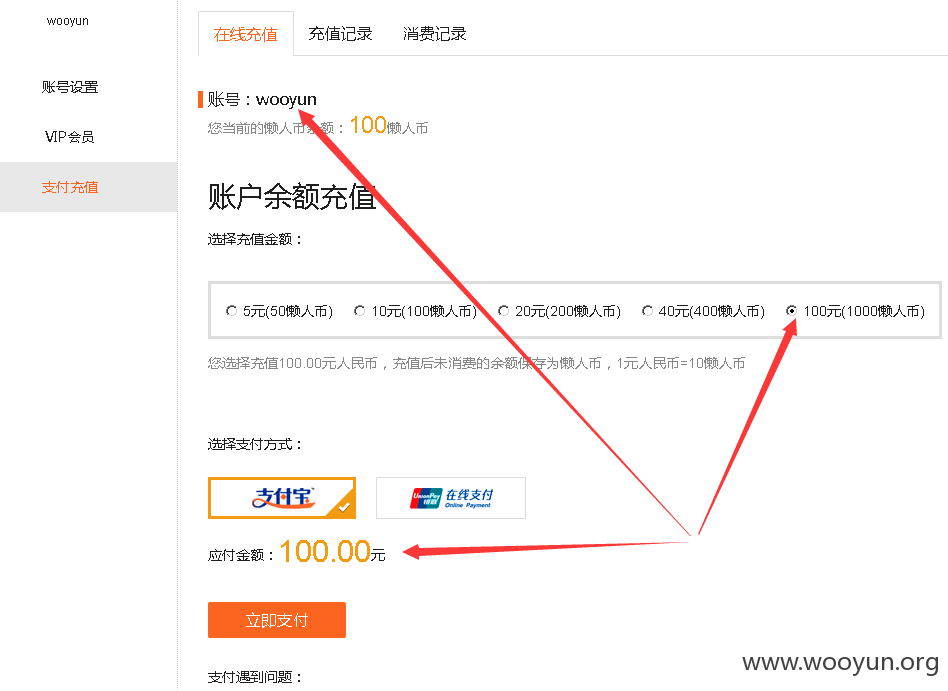 wooyun
账号设置
VIP会员
支付充值
在线充值 充值记录 消费记录
账号：wooyun
您当前的懒人币余额：100懒人币
账户余额充值
选择充值金额：
5元(50懒人币) 10元(100懒人币) 20元(200懒人币) 40元(400懒人币) 100元(1000懒人币)
您选择充值100.00元人民币，充值后未消费的余额保存为懒人币，1元人民币=10懒人币
选择支付方式：
支付宝 UnionPay 银联 在线支付
Online Payment
应付金额：100.00元
立即支付
www.wooyun.org
支付遇到问题：